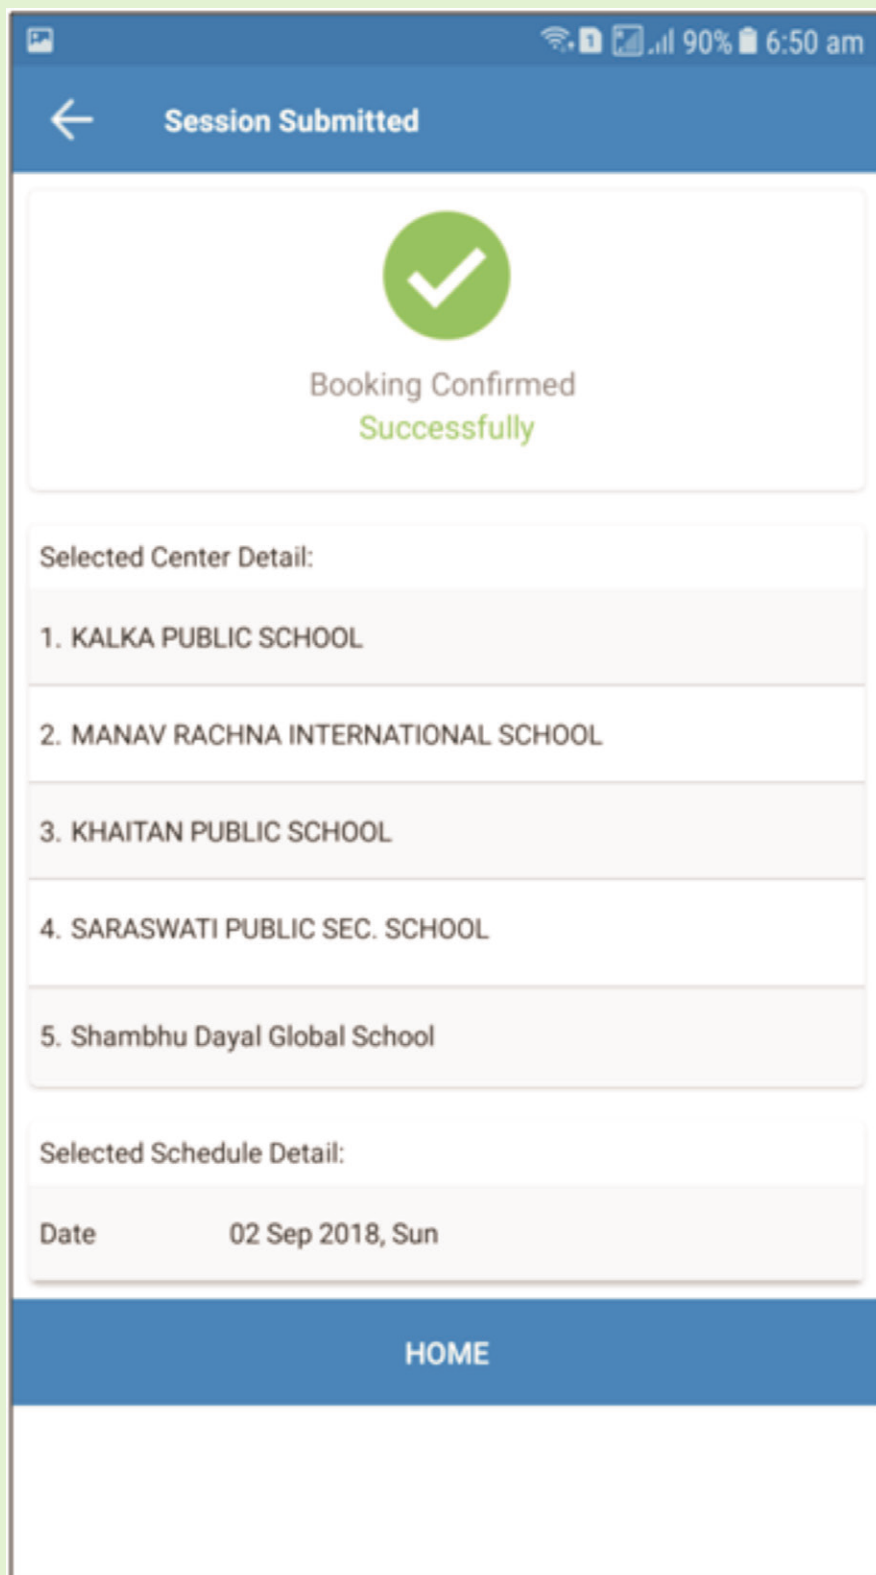 1 90% 6:50 am
Session Submitted
Booking Confirmed
Successfully
Selected Center Detail:
1. KALKA PUBLIC SCHOOL
2. MANAV RACHNA INTERNATIONAL SCHOOL
3. KHAITAN PUBLIC SCHOOL
4. SARASWATI PUBLIC SEC. SCHOOL
5. Shambhu Dayal Global School
Selected Schedule Detail:
Date 02 Sep 2018, Sun
HOME